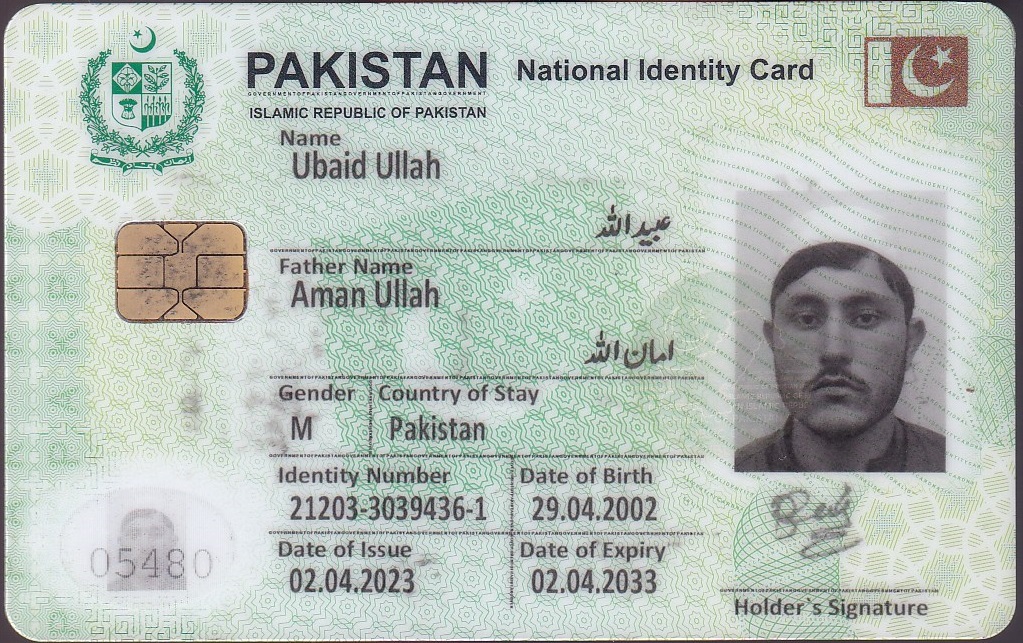 PAKISTAN National Identity Card
ISLAMIC REPUBLIC OF PAKISTAN
Name
Ubaid Ullah
عبید اللہ
Father Name
Aman Ullah
امان اللہ
Gender Country of Stay
M Pakistan
Identity Number Date of Birth
21203-3039436-1 29.04.2002
Date of Issue Date of Expiry
02.04.2023 02.04.2033
05480
Holder`s Signature